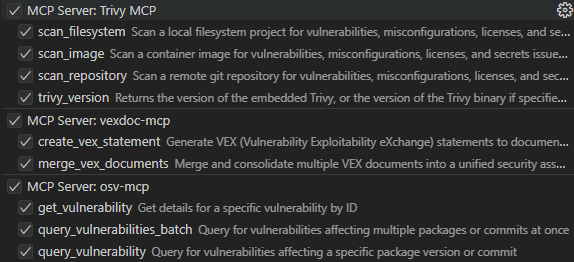 MCP Server: Trivy MCP
scan_filesystem Scan a local filesystem project for vulnerabilities, misconfigurations, licenses, and se...
scan_image Scan a container image for vulnerabilities, misconfigurations, licenses, and secrets issue...
scan_repository Scan a remote git repository for vulnerabilities, misconfigurations, licenses, and sec...
trivy_version Returns the version of the embedded Trivy, or the version of the Trivy binary if specifie...
MCP Server: vexdoc-mcp
create_vex_statement Generate VEX (Vulnerability Exploitability eXchange) statements to documen...
merge_vex_documents Merge and consolidate multiple VEX documents into a unified security ass...
MCP Server: osv-mcp
get_vulnerability Get details for a specific vulnerability by ID
query_vulnerabilities_batch Query for vulnerabilities affecting multiple packages or commits at once
query_vulnerability Query for vulnerabilities affecting a specific package version or commit